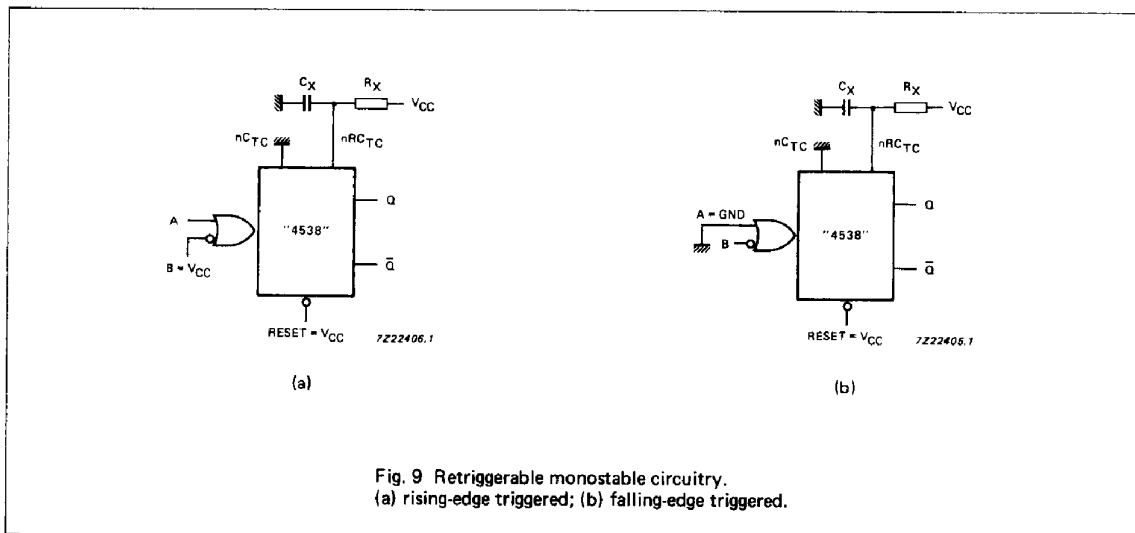 C_X
R_X
V_CC
nC_TC
nRC_TC
A
B = V_CC
"4538"
Q
Q̅
RESET = V_CC
7Z22406.1
(a)
C_X
R_X
V_CC
nC_TC
nRC_TC
A = GND
B
"4538"
Q
Q̅
RESET = V_CC
7Z22405.1
(b)
Fig. 9 Retriggerable monostable circuitry.
(a) rising-edge triggered; (b) falling-edge triggered.